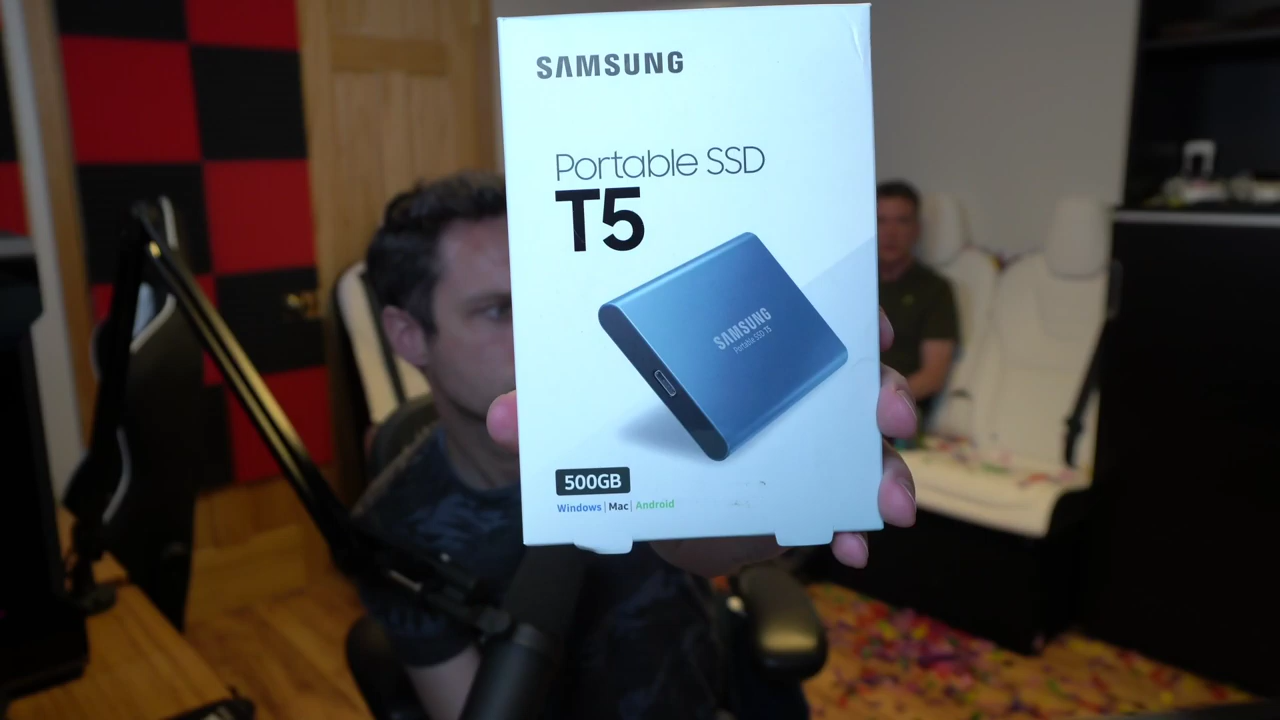 SAMSUNG
Portable SSD
T5
SAMSUNG
Portable SSD T5
500GB
Windows | Mac | Android